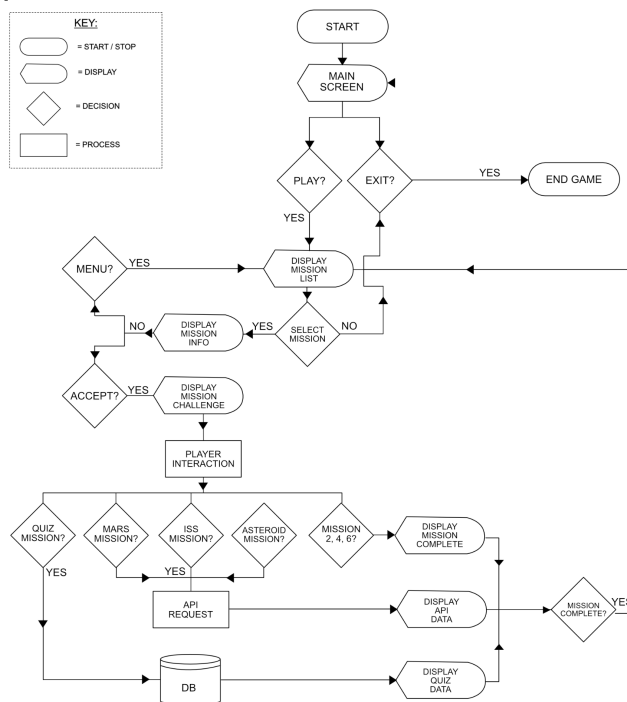 KEY:
= START / STOP
= DISPLAY
= DECISION
= PROCESS
START
MAIN
SCREEN
PLAY?
EXIT?
YES
END GAME
YES
MENU?
YES
DISPLAY
MISSION
LIST
NO
DISPLAY
MISSION
INFO
YES
SELECT
MISSION
NO
ACCEPT?
YES
DISPLAY
MISSION
CHALLENGE
PLAYER
INTERACTION
QUIZ
MISSION?
MARS
MISSION?
ISS
MISSION?
ASTEROID
MISSION?
MISSION
2, 4, 6?
DISPLAY
MISSION
COMPLETE
YES
YES
API
REQUEST
DISPLAY
API
DATA
MISSION
COMPLETE?
YES
DB
DISPLAY
QUIZ
DATA